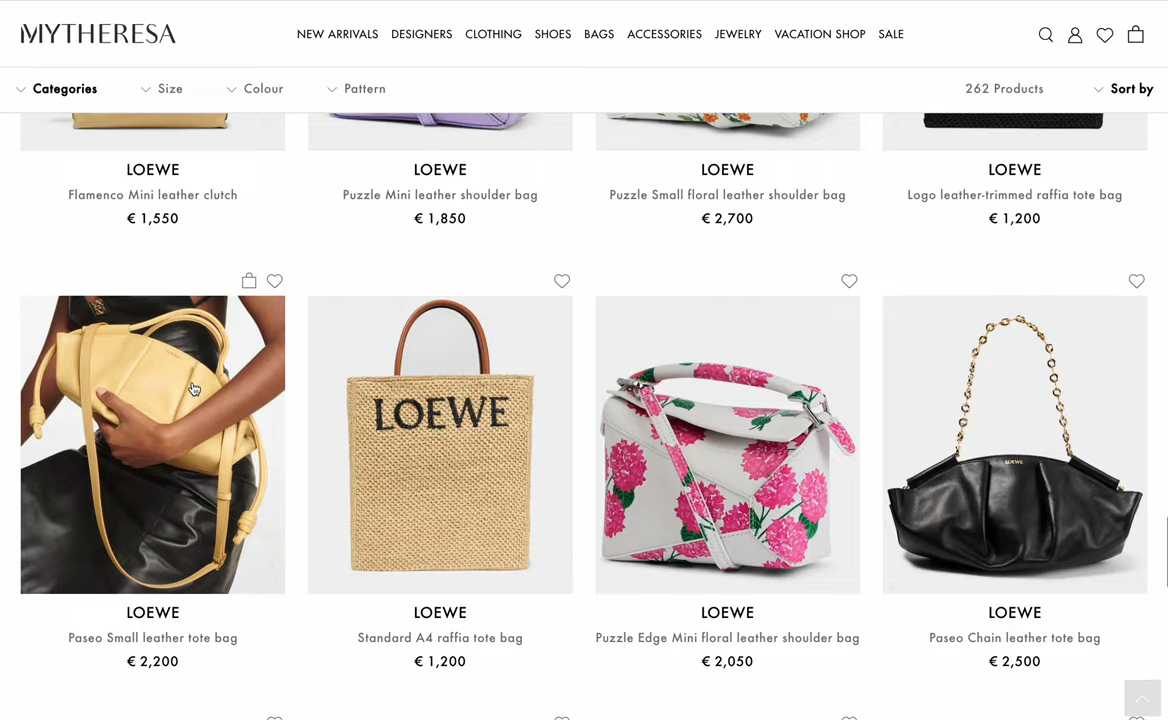 MYTHERESA
NEW ARRIVALS DESIGNERS CLOTHING SHOES BAGS ACCESSORIES JEWELRY VACATION SHOP SALE
Categories Size Colour Pattern 262 Products Sort by
LOEWE LOEWE LOEWE LOEWE
Flamenco Mini leather clutch Puzzle Mini leather shoulder bag Puzzle Small floral leather shoulder bag Logo leather-trimmed raffia tote bag
€ 1,550 € 1,850 € 2,700 € 1,200
LOEWE
LOEWE
LOEWE LOEWE LOEWE LOEWE
Paseo Small leather tote bag Standard A4 raffia tote bag Puzzle Edge Mini floral leather shoulder bag Paseo Chain leather tote bag
€ 2,200 € 1,200 € 2,050 € 2,500